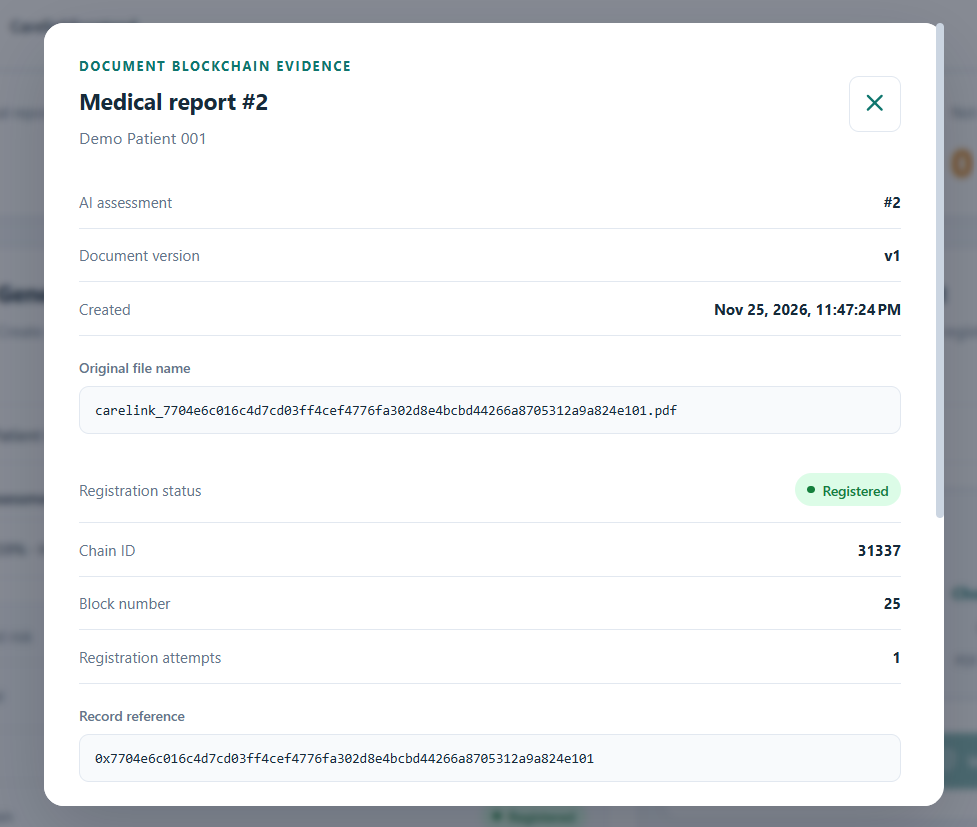 DOCUMENT BLOCKCHAIN EVIDENCE
Medical report #2
Demo Patient 001
AI assessment #2
Document version v1
Created Nov 25, 2026, 11:47:24 PM
Original file name
carelink_7704e6c016c4d7cd03ff4cef4776fa302d8e4bcbd44266a8705312a9a824e101.pdf
Registration status Registered
Chain ID 31337
Block number 25
Registration attempts 1
Record reference
0x7704e6c016c4d7cd03ff4cef4776fa302d8e4bcbd44266a8705312a9a824e101
Registered